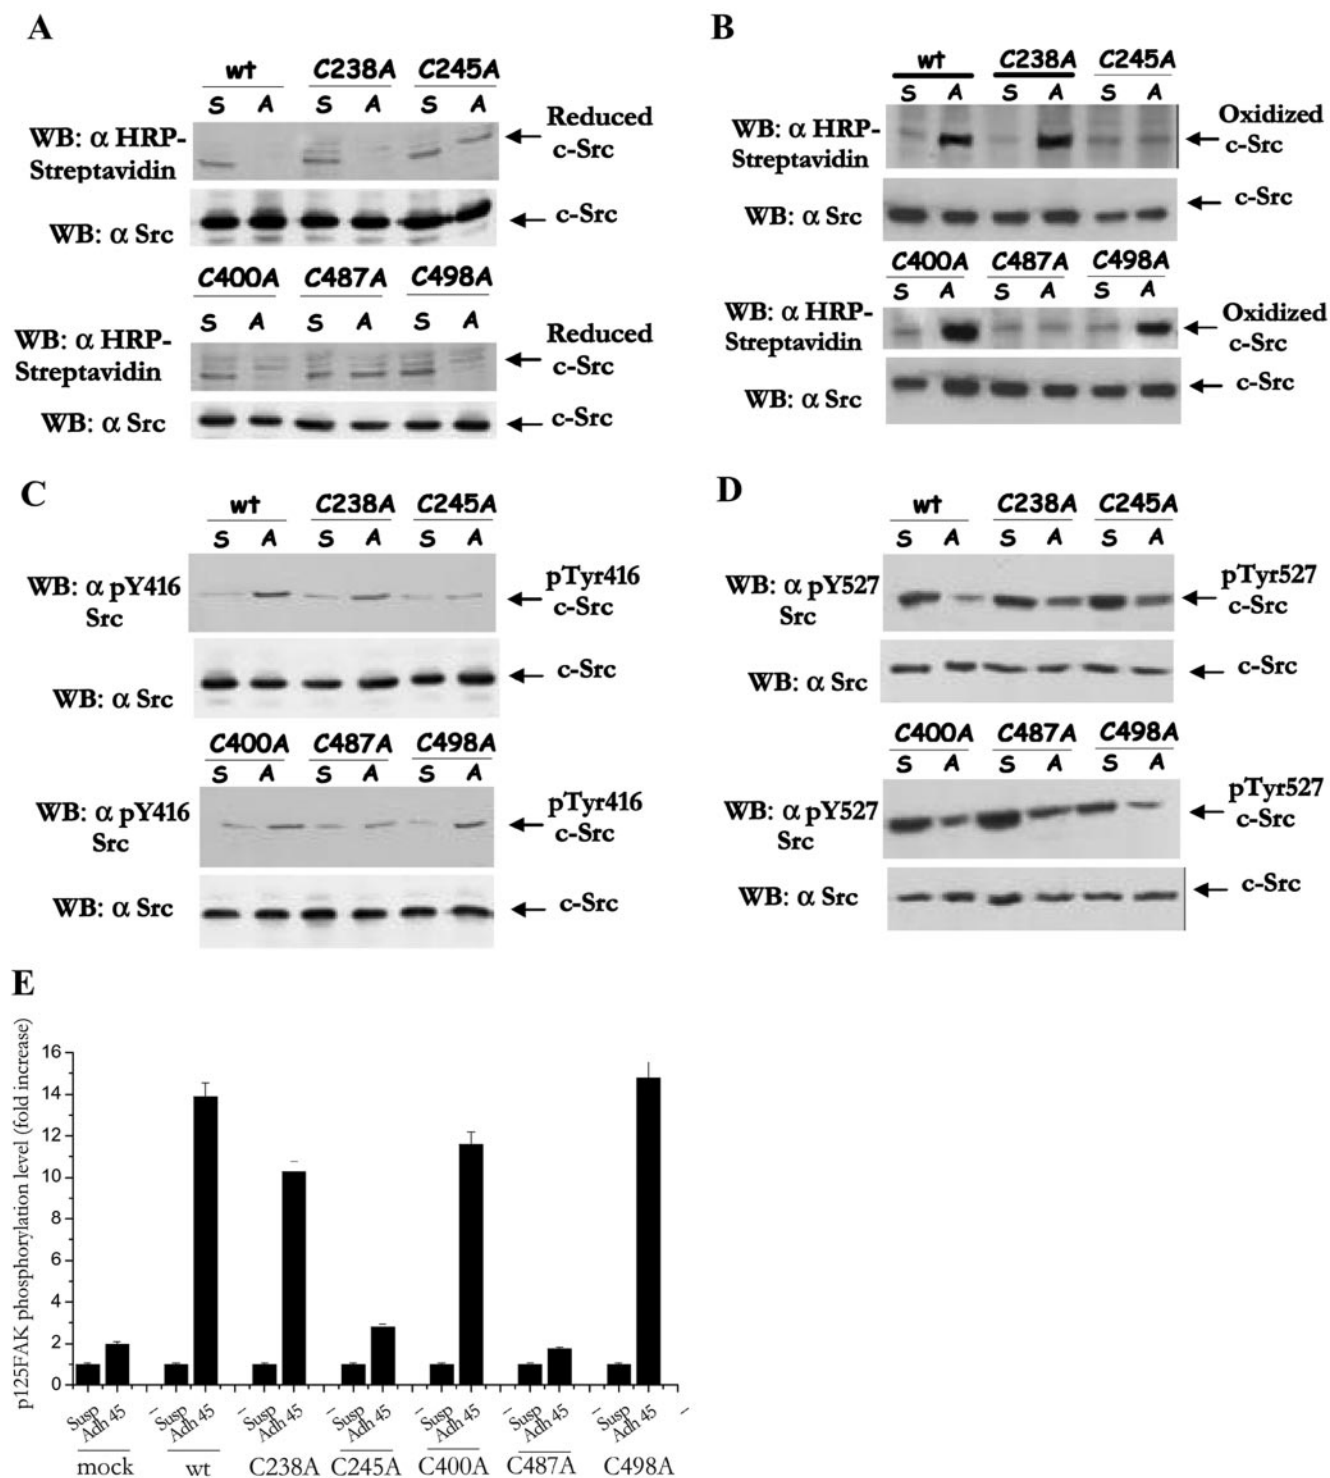 A
wt C238A C245A
S A S A S A
WB: α HRP-
Streptavidin
Reduced
c-Src
WB: α Src
c-Src
C400A C487A C498A
S A S A S A
WB: α HRP-
Streptavidin
Reduced
c-Src
WB: α Src
c-Src
B
wt C238A C245A
S A S A S A
WB: α HRP-
Streptavidin
Oxidized
c-Src
WB: α Src
c-Src
C400A C487A C498A
S A S A S A
WB: α HRP-
Streptavidin
Oxidized
c-Src
WB: α Src
c-Src
C
wt C238A C245A
S A S A S A
WB: α pY416
Src
pTyr416
c-Src
WB: α Src
c-Src
C400A C487A C498A
S A S A S A
WB: α pY416
Src
pTyr416
c-Src
WB: α Src
c-Src
D
wt C238A C245A
S A S A S A
WB: α pY527
Src
pTyr527
c-Src
WB: α Src
c-Src
C400A C487A C498A
S A S A S A
WB: α pY527
Src
pTyr527
c-Src
WB: α Src
c-Src
E
p125FAK phosphorylation level (fold increase)
16
14
12
10
8
6
4
2
0
Susp Adh 45 – Susp Adh 45 – Susp Adh 45 – Susp Adh 45 – Susp Adh 45 – Susp Adh 45 – Susp Adh 45 –
mock wt C238A C245A C400A C487A C498A